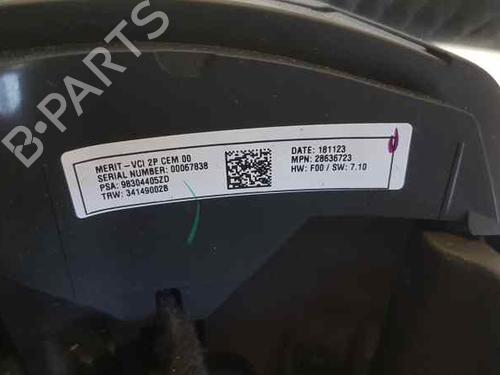 MERIT - VCI 2P CEM 00
SERIAL NUMBER: 00067838
PSA: 98304405ZD
TRW: 34149002B
DATE: 181123
MPN: 28636723
HW: F00 / SW: 7.10
B-PARTS